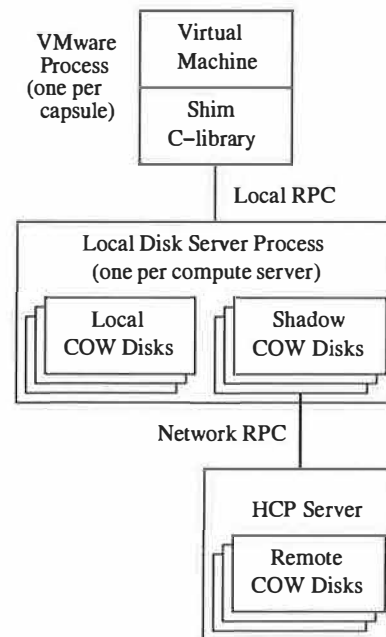 VMware
Process
(one per
capsule)
Virtual
Machine
Shim
C-library
Local RPC
Local Disk Server Process
(one per compute server)
Local
COW Disks
Shadow
COW Disks
Network RPC
HCP Server
Remote
COW Disks